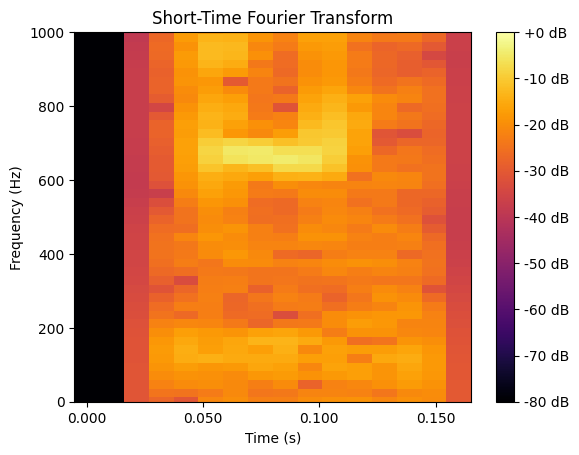 Short-Time Fourier Transform
1000
800
600
400
200
0
Frequency (Hz)
0.000
0.050
0.100
0.150
Time (s)
+0 dB
-10 dB
-20 dB
-30 dB
-40 dB
-50 dB
-60 dB
-70 dB
-80 dB